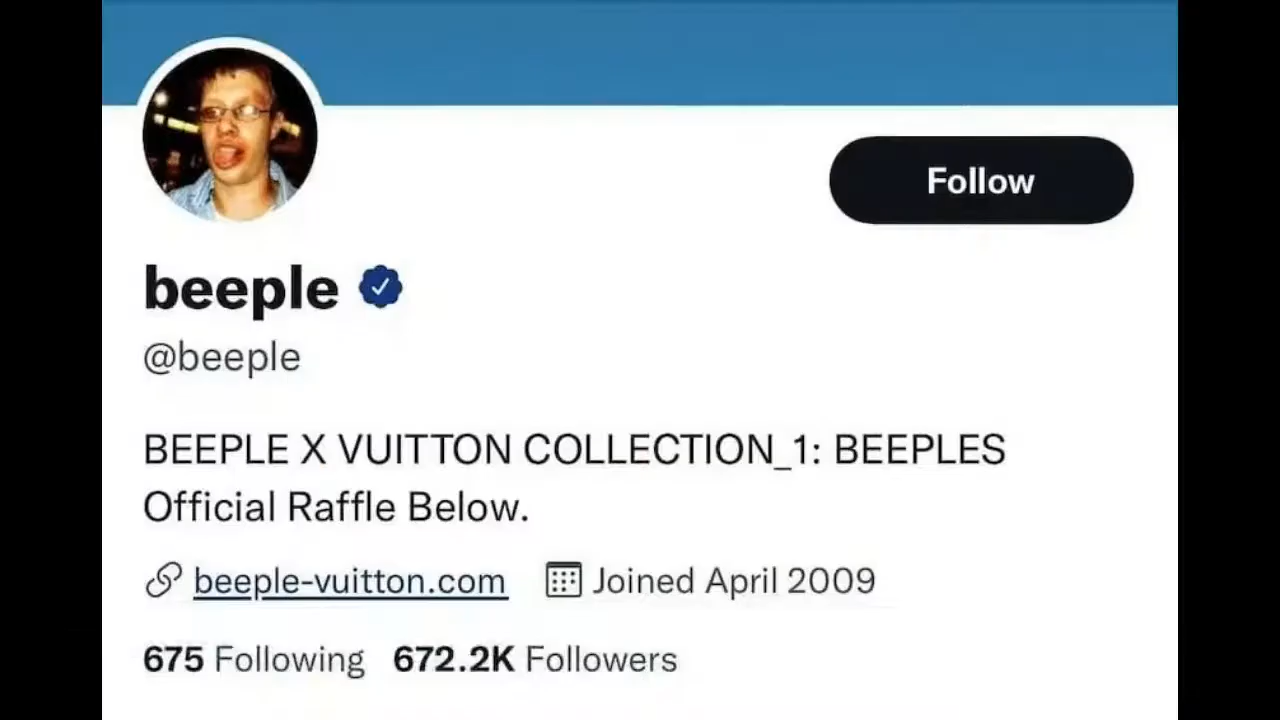 Follow
beeple
@beeple
BEEPLE X VUITTON COLLECTION_1: BEEPLES
Official Raffle Below.
beeple-vuitton.com Joined April 2009
675 Following 672.2K Followers